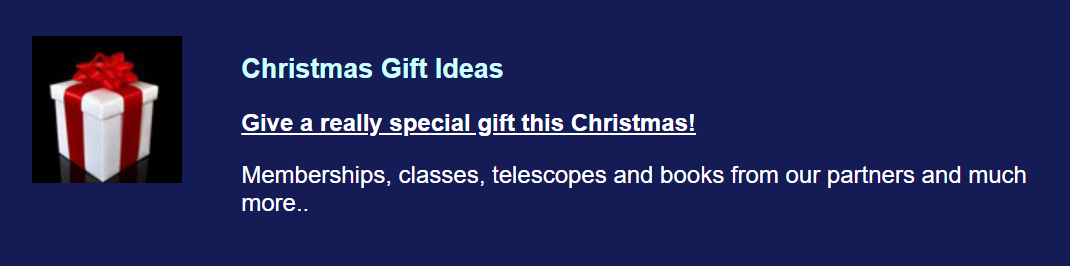 Christmas Gift Ideas
Give a really special gift this Christmas!
Memberships, classes, telescopes and books from our partners and much
more..